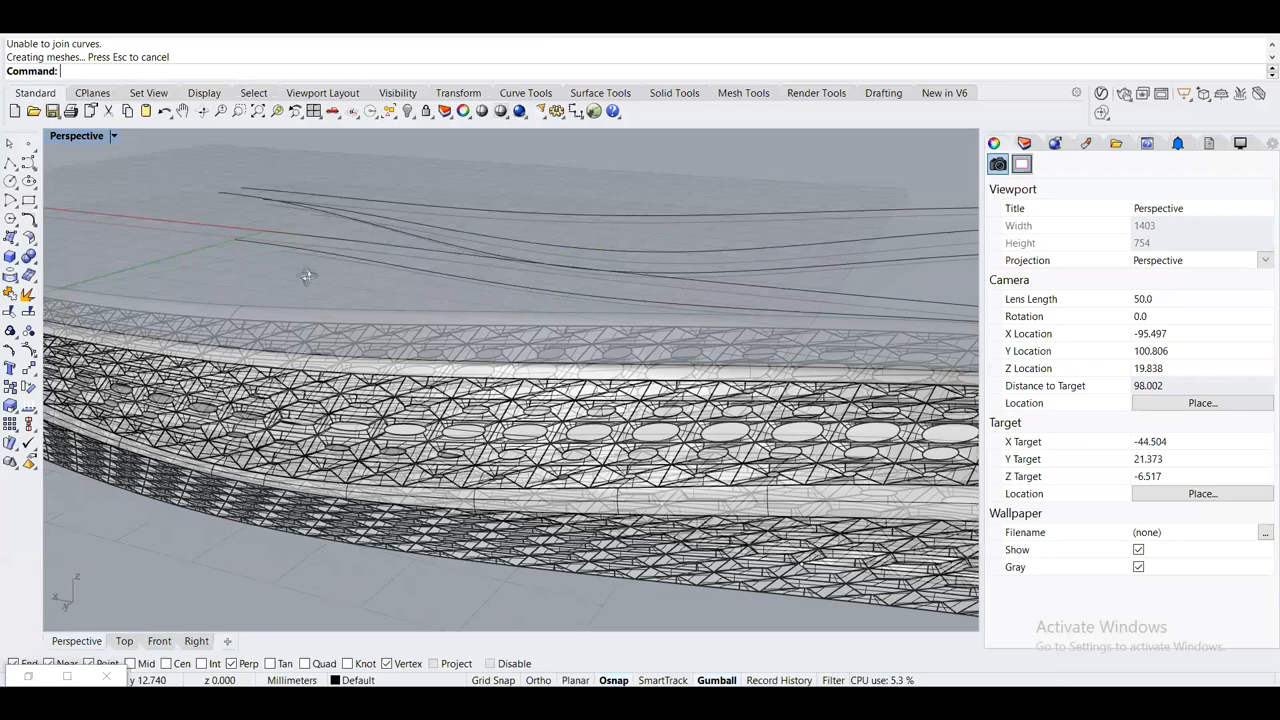 Unable to join curves.
Creating meshes... Press Esc to cancel
Command:
Standard CPlanes Set View Display Select Viewport Layout Visibility Transform Curve Tools Surface Tools Solid Tools Mesh Tools Render Tools Drafting New in V6
Perspective
Viewport
Title Perspective
Width 1403
Height 754
Projection Perspective
Camera
Lens Length 50.0
Rotation 0.0
X Location -95.497
Y Location 100.806
Z Location 19.838
Distance to Target 98.002
Location Place...
Target
X Target -44.504
Y Target 21.373
Z Target -6.517
Location Place...
Wallpaper
Filename (none) ...
Show
Gray
z
x
y
Activate Windows
Go to Settings to activate Windows.
Perspective Top Front Right
End Near Point Mid Cen Int Perp Tan Quad Knot Vertex Project Disable
y 12.740 z 0.000 Millimeters Default Grid Snap Ortho Planar Osnap SmartTrack Gumball Record History Filter CPU use: 5.3 %